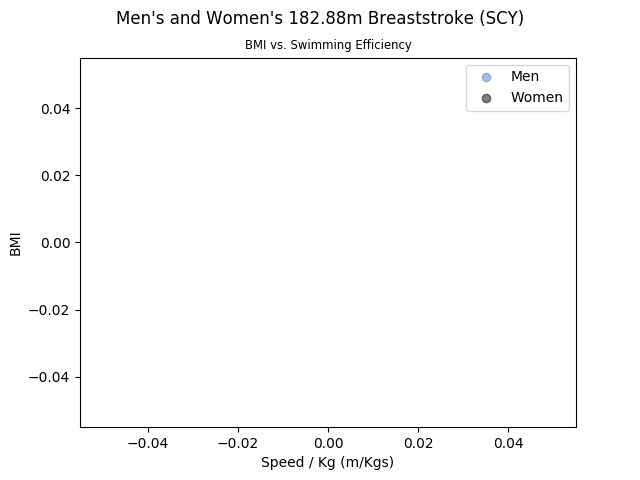 Men's and Women's 182.88m Breaststroke (SCY)
BMI vs. Swimming Efficiency
Men
Women
0.04
0.02
0.00
−0.02
−0.04
BMI
−0.04 −0.02 0.00 0.02 0.04
Speed / Kg (m/Kgs)